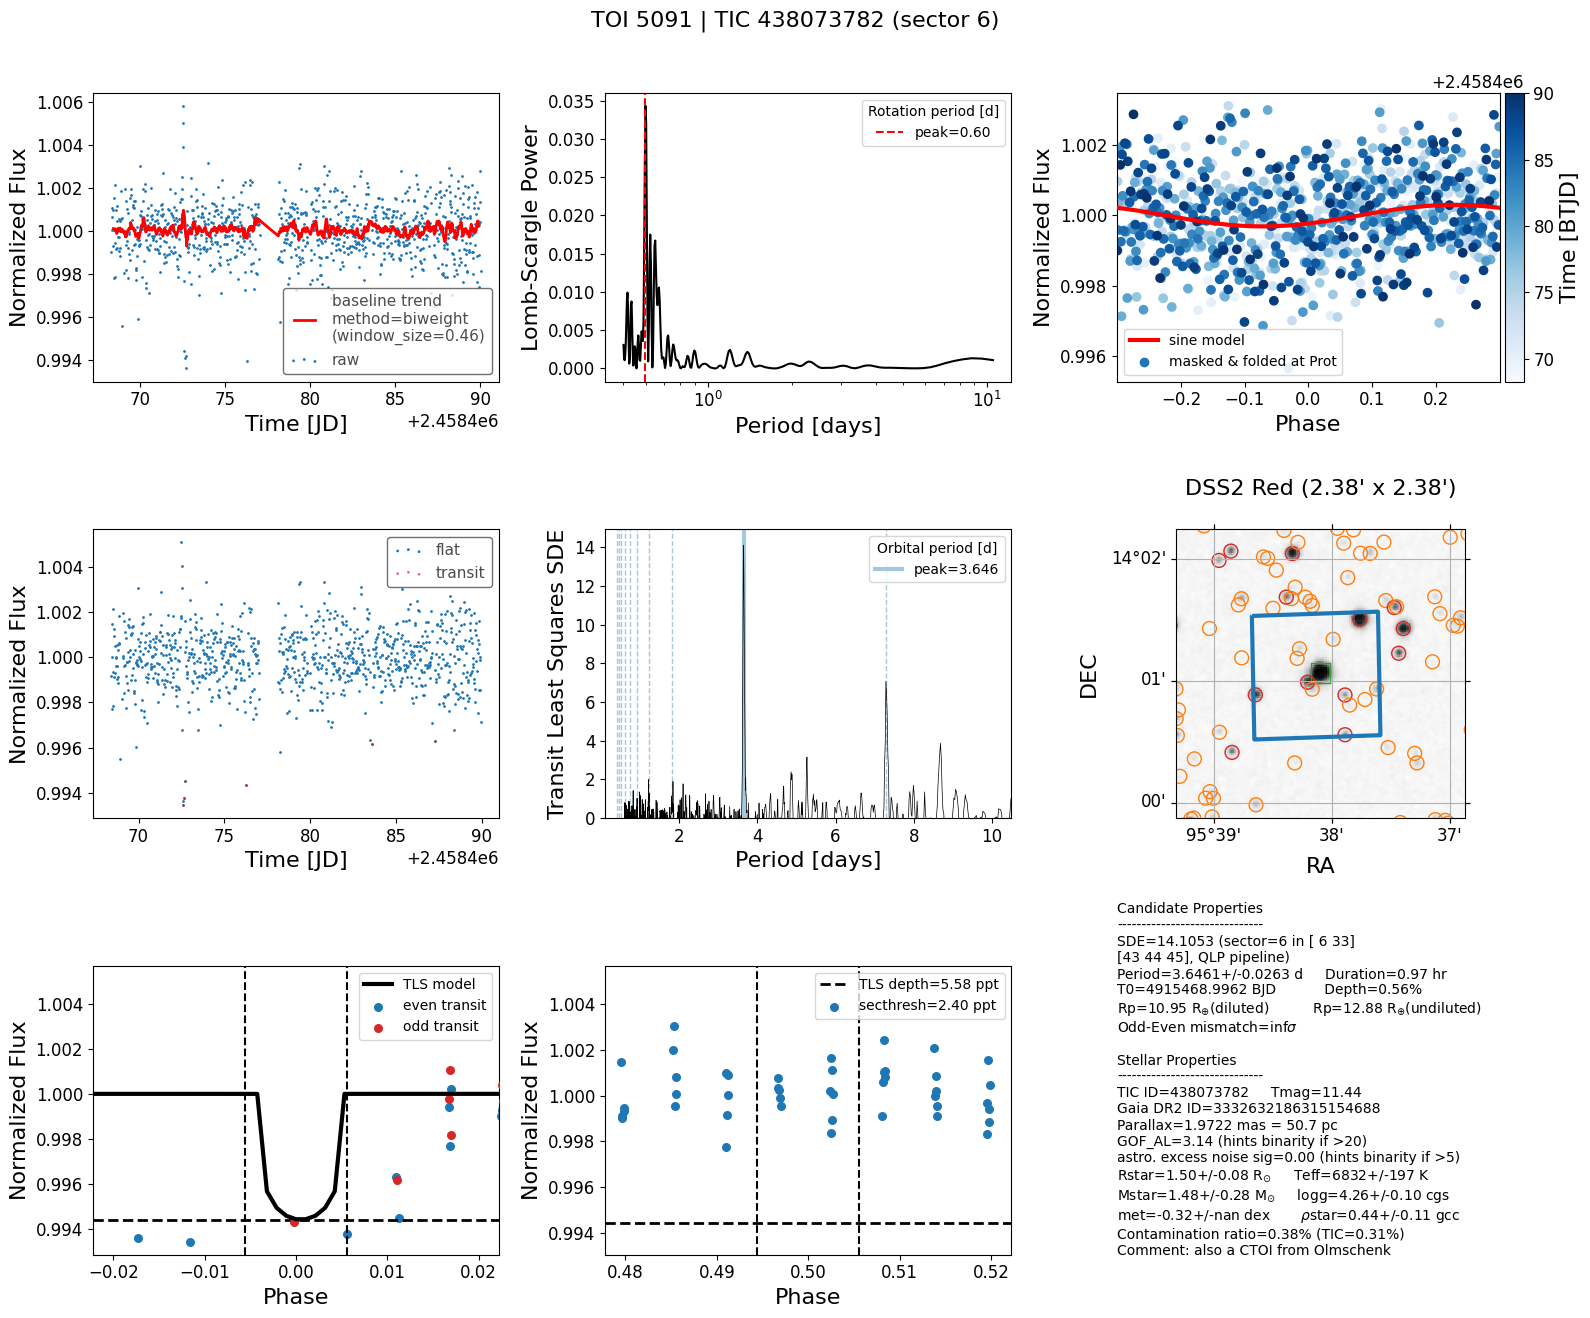 TOI 5091 | TIC 438073782 (sector 6)
1.006
1.004
1.002
1.000
0.998
0.996
0.994
Normalized Flux
baseline trend
method=biweight
(window_size=0.46)
raw
70
75
80
85
90
Time [JD]
+2.4584e6
0.035
0.030
0.025
0.020
0.015
0.010
0.005
0.000
Lomb-Scargle Power
Rotation period [d]
peak=0.60
10⁰
10¹
Period [days]
+2.4584e6
1.002
1.000
0.998
0.996
Normalized Flux
sine model
masked & folded at Prot
−0.2
−0.1
0.0
0.1
0.2
Phase
90
85
80
75
70
Time [BTJD]
1.004
1.002
1.000
0.998
0.996
0.994
Normalized Flux
flat
transit
70
75
80
85
90
Time [JD]
+2.4584e6
14
12
10
8
6
4
2
0
Transit Least Squares SDE
Orbital period [d]
peak=3.646
2
4
6
8
10
Period [days]
DSS2 Red (2.38' x 2.38')
14°02'
01'
00'
DEC
95°39'
38'
37'
RA
1.004
1.002
1.000
0.998
0.996
0.994
Normalized Flux
TLS model
even transit
odd transit
−0.02
−0.01
0.00
0.01
0.02
Phase
1.004
1.002
1.000
0.998
0.996
0.994
Normalized Flux
TLS depth=5.58 ppt
secthresh=2.40 ppt
0.48
0.49
0.50
0.51
0.52
Phase
Candidate Properties
------------------------------
SDE=14.1053 (sector=6 in [ 6 33]
[43 44 45], QLP pipeline)
Period=3.6461+/-0.0263 d Duration=0.97 hr
T0=4915468.9962 BJD Depth=0.56%
Rp=10.95 R⊕(diluted) Rp=12.88 R⊕(undiluted)
Odd-Even mismatch=infσ
Stellar Properties
------------------------------
TIC ID=438073782 Tmag=11.44
Gaia DR2 ID=3332632186315154688
Parallax=1.9722 mas = 50.7 pc
GOF_AL=3.14 (hints binarity if >20)
astro. excess noise sig=0.00 (hints binarity if >5)
Rstar=1.50+/-0.08 R⊙ Teff=6832+/-197 K
Mstar=1.48+/-0.28 M⊙ logg=4.26+/-0.10 cgs
met=-0.32+/-nan dex ρstar=0.44+/-0.11 gcc
Contamination ratio=0.38% (TIC=0.31%)
Comment: also a CTOI from Olmschenk